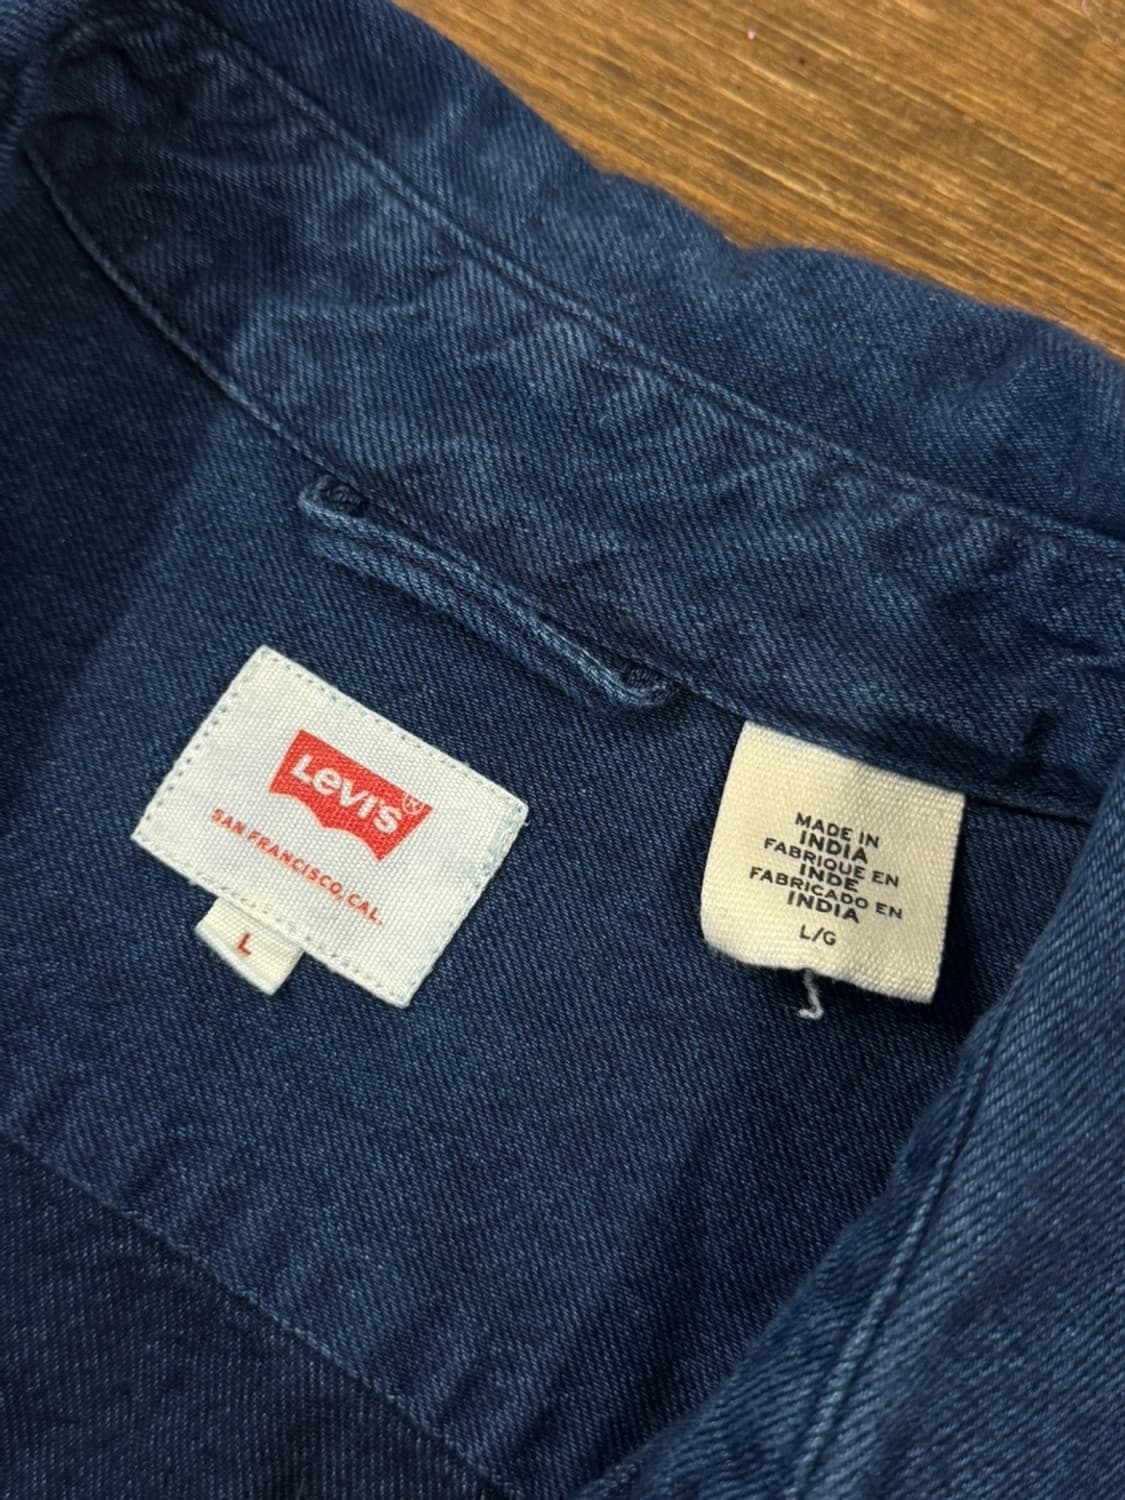 Levi's®
SAN FRANCISCO, CAL.
L
MADE IN
INDIA
FABRIQUE EN
INDE
FABRICADO EN
INDIA
L/G